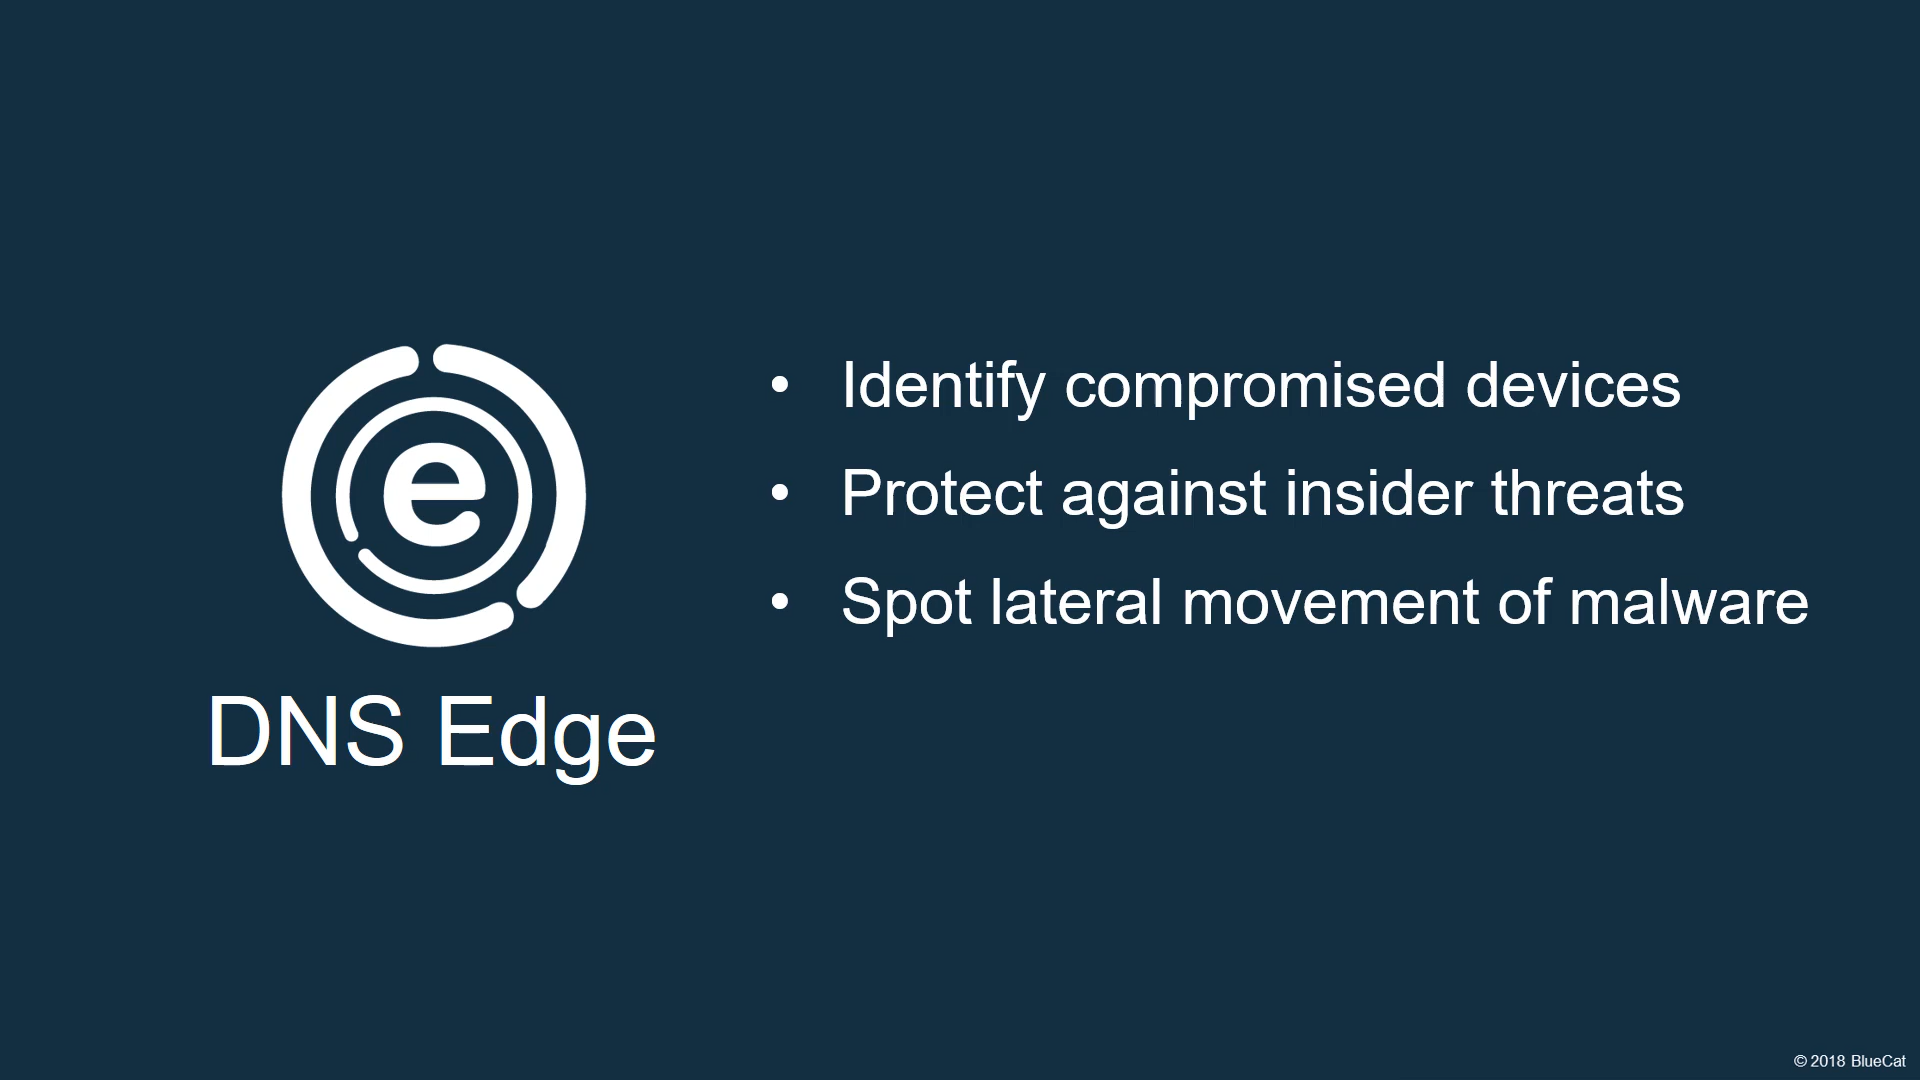 e
DNS Edge
• Identify compromised devices
• Protect against insider threats
• Spot lateral movement of malware
© 2018 BlueCat